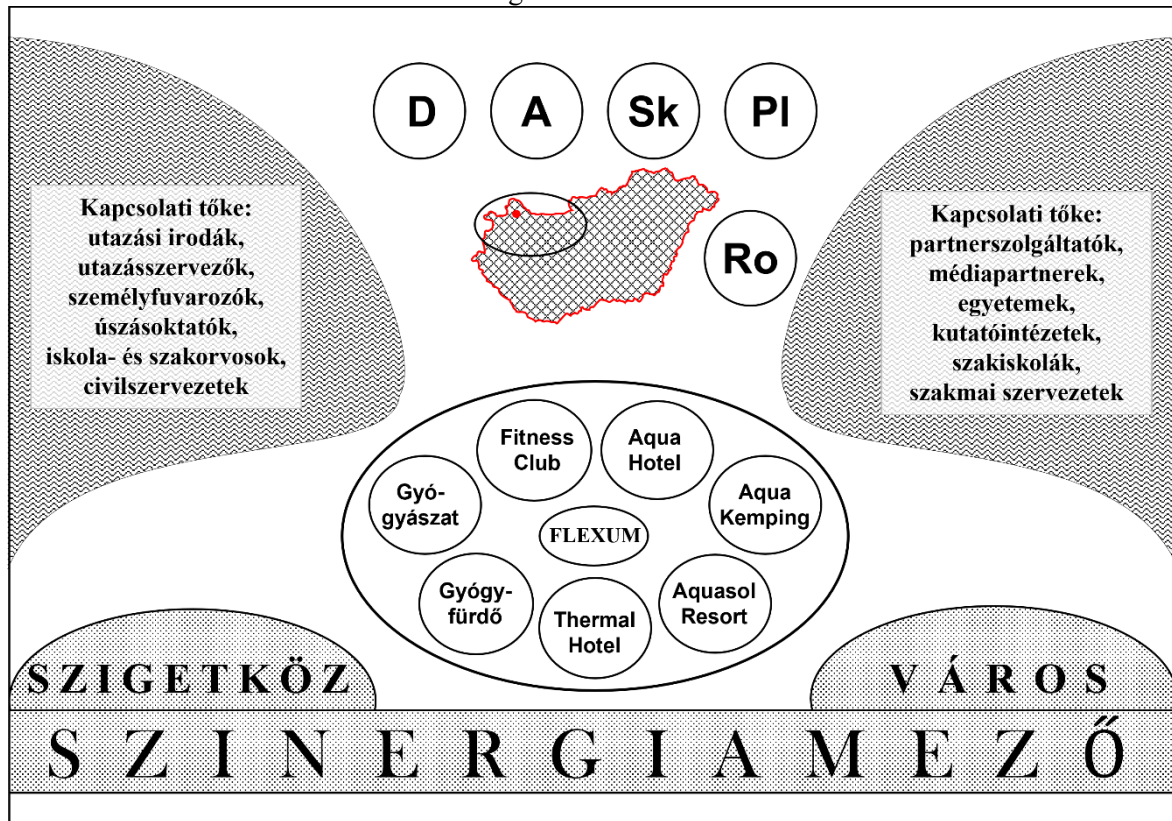 D
A
Sk
Pl
Ro
Kapcsolati tőke:
utazási irodák,
utazásszervezők,
személyfuvarozók,
úszásoktatók,
iskola- és szakorvosok,
civilszervezetek
Kapcsolati tőke:
partnerszolgáltatók,
médiapartnerek,
egyetemek,
kutatóintézetek,
szakiskolák,
szakmai szervezetek
Fitness
Club
Aqua
Hotel
Gyó-
gyászat
FLEXUM
Aqua
Kemping
Gyógy-
fürdő
Thermal
Hotel
Aquasol
Resort
SZIGETKÖZ
VÁROS
SZINERGIAMEZŐ